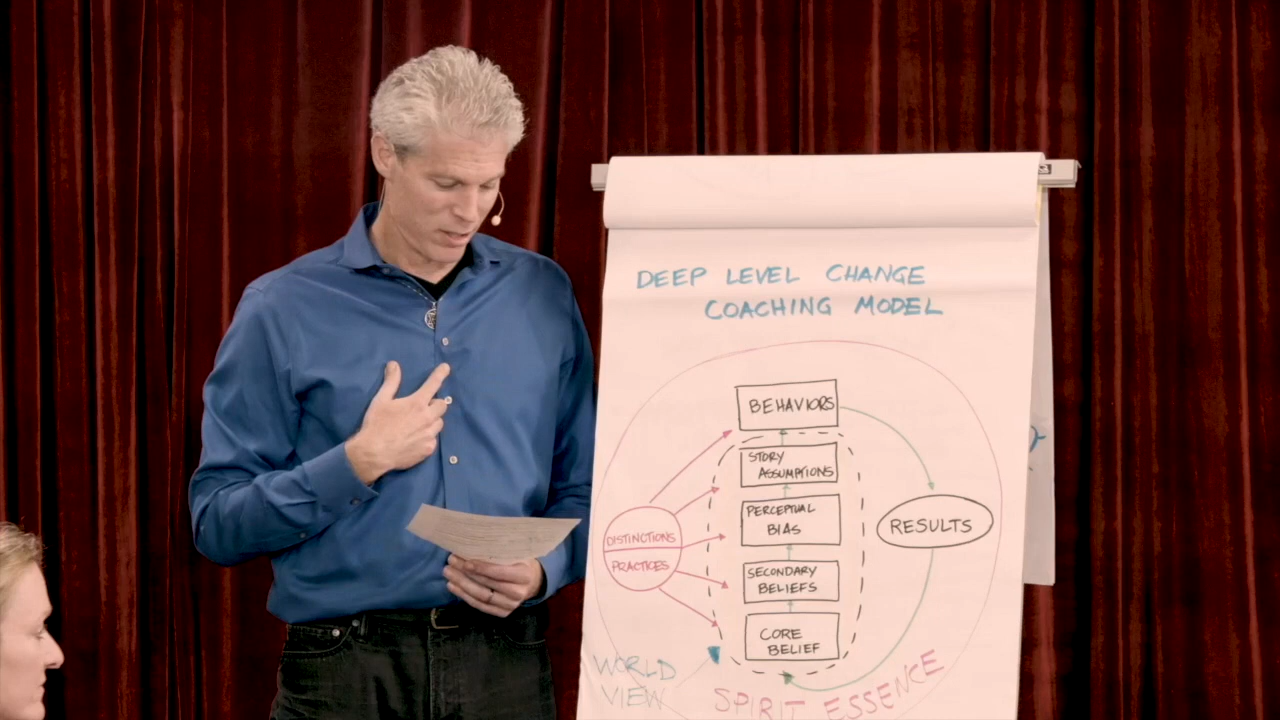 DEEP LEVEL CHANGE
COACHING MODEL
BEHAVIORS
STORY
ASSUMPTIONS
PERCEPTUAL
BIAS
SECONDARY
BELIEFS
CORE
BELIEF
DISTINCTIONS
PRACTICES
RESULTS
WORLD
VIEW
SPIRIT ESSENCE